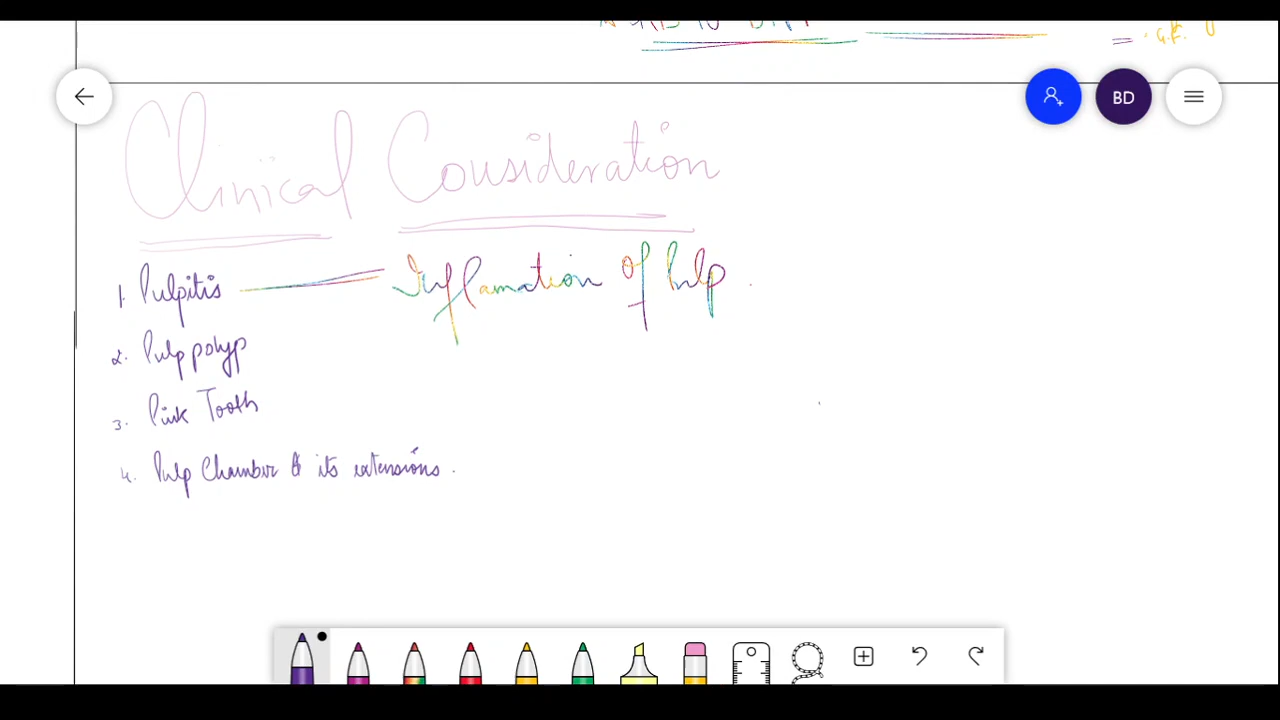 BD
Clinical Consideration
1. Pulpitis Inflamation Of Pulp.
2. Pulp polyp
3. Pink Tooth
4. Pulp Chamber & its extensions.